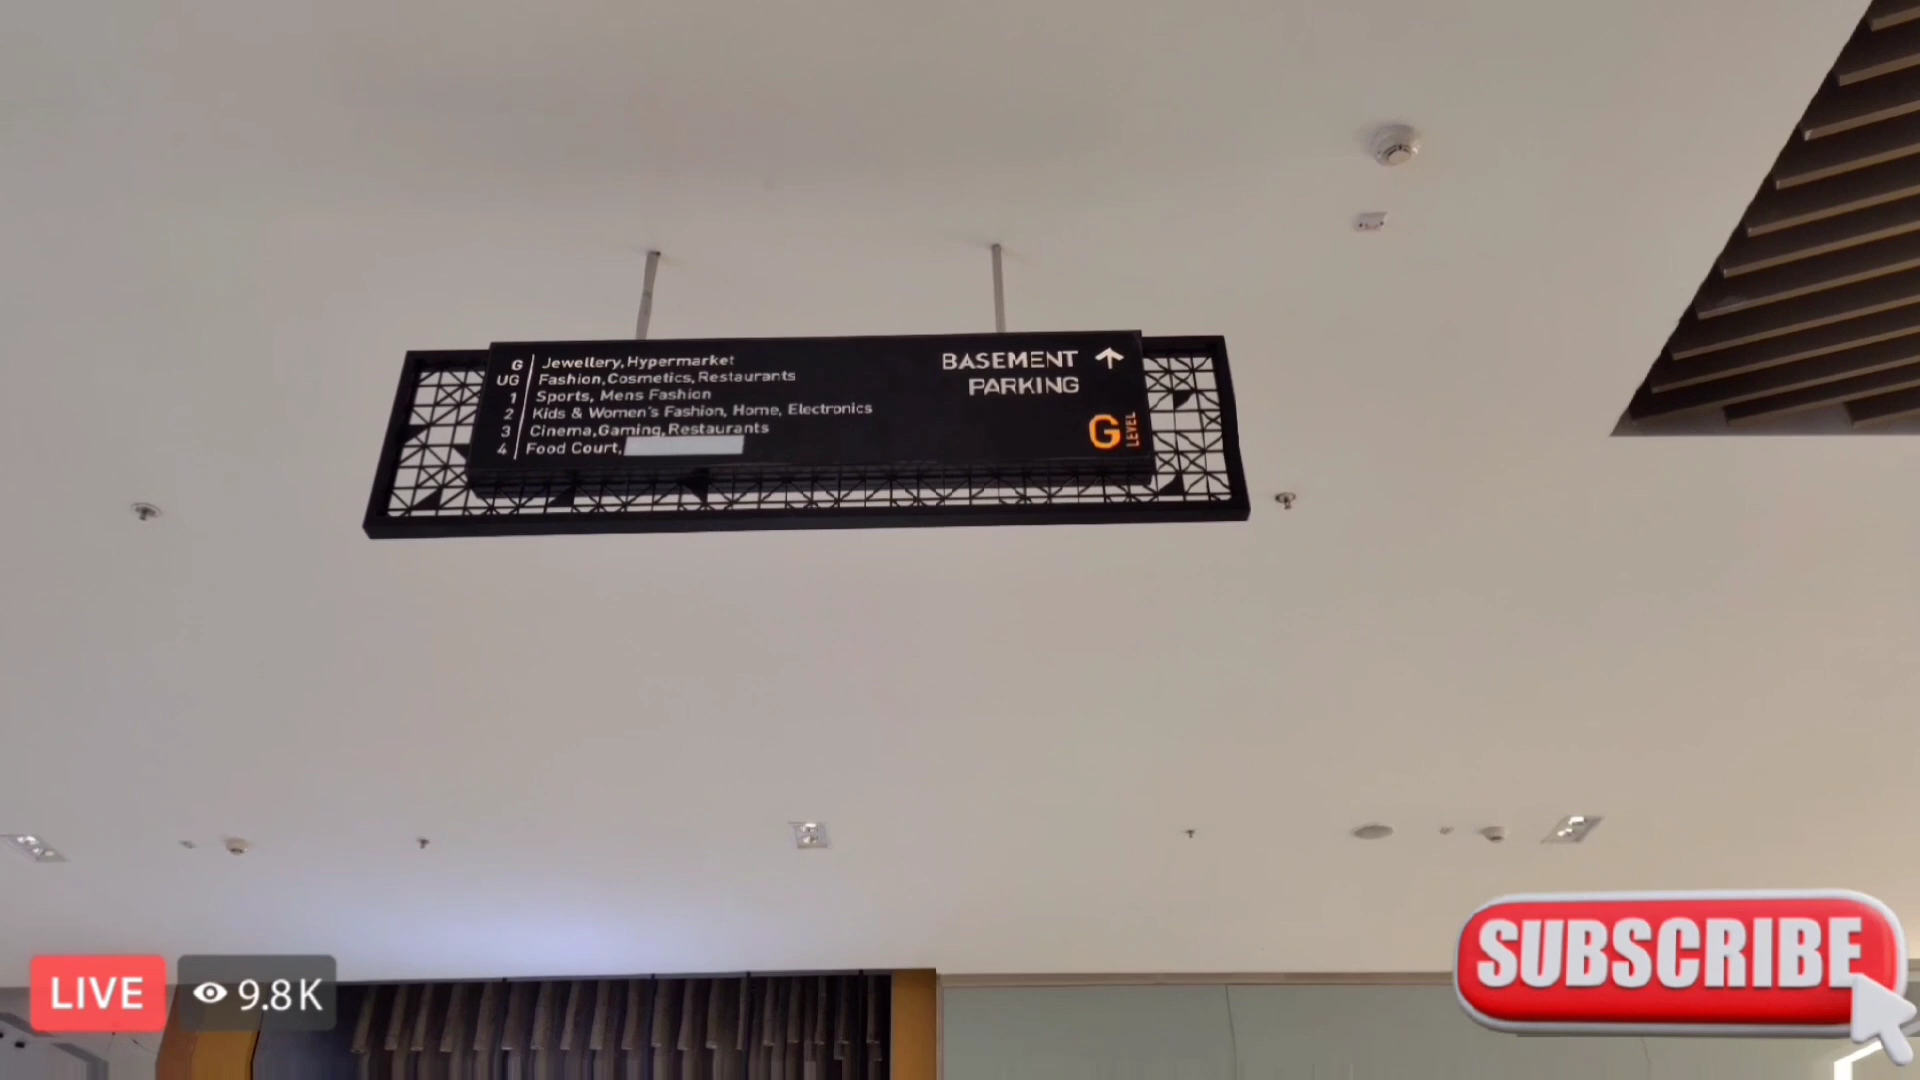 G Jewellery,Hypermarket
UG Fashion,Cosmetics,Restaurants
1 Sports, Mens Fashion
2 Kids & Women's Fashion, Home, Electronics
3 Cinema,Gaming,Restaurants
4 Food Court,
BASEMENT
PARKING
G LEVEL
LIVE 9.8K
SUBSCRIBE